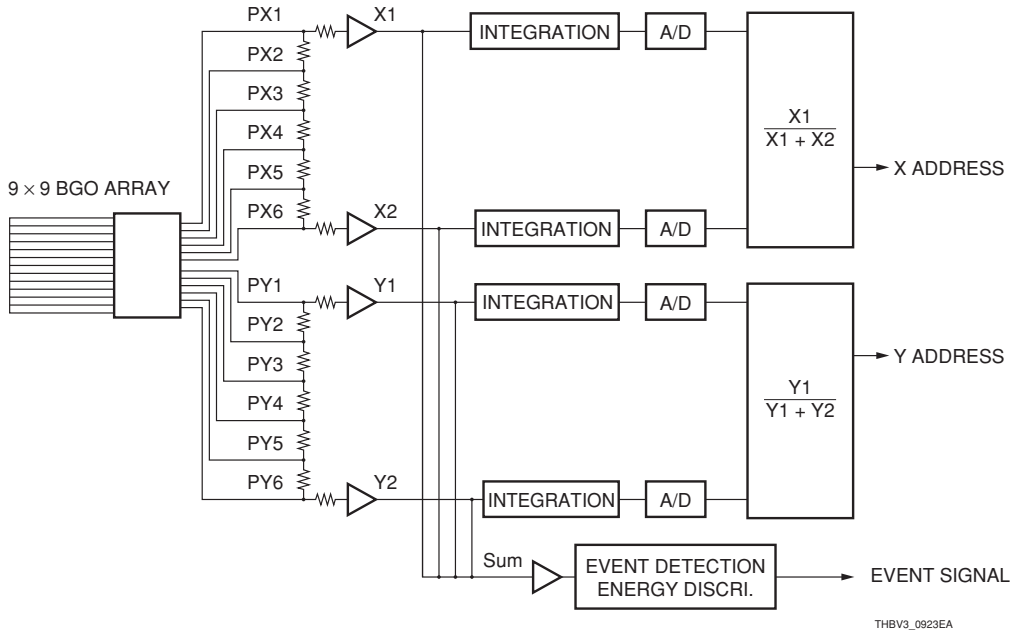 PX1
X1
INTEGRATION
A/D
PX2
PX3
PX4
PX5
PX6
X2
INTEGRATION
A/D
X1
X1 + X2
X ADDRESS
9 × 9 BGO ARRAY
PY1
Y1
INTEGRATION
A/D
PY2
PY3
PY4
PY5
PY6
Y2
INTEGRATION
A/D
Y1
Y1 + Y2
Y ADDRESS
Sum
EVENT DETECTION
ENERGY DISCRI.
EVENT SIGNAL
THBV3_0923EA